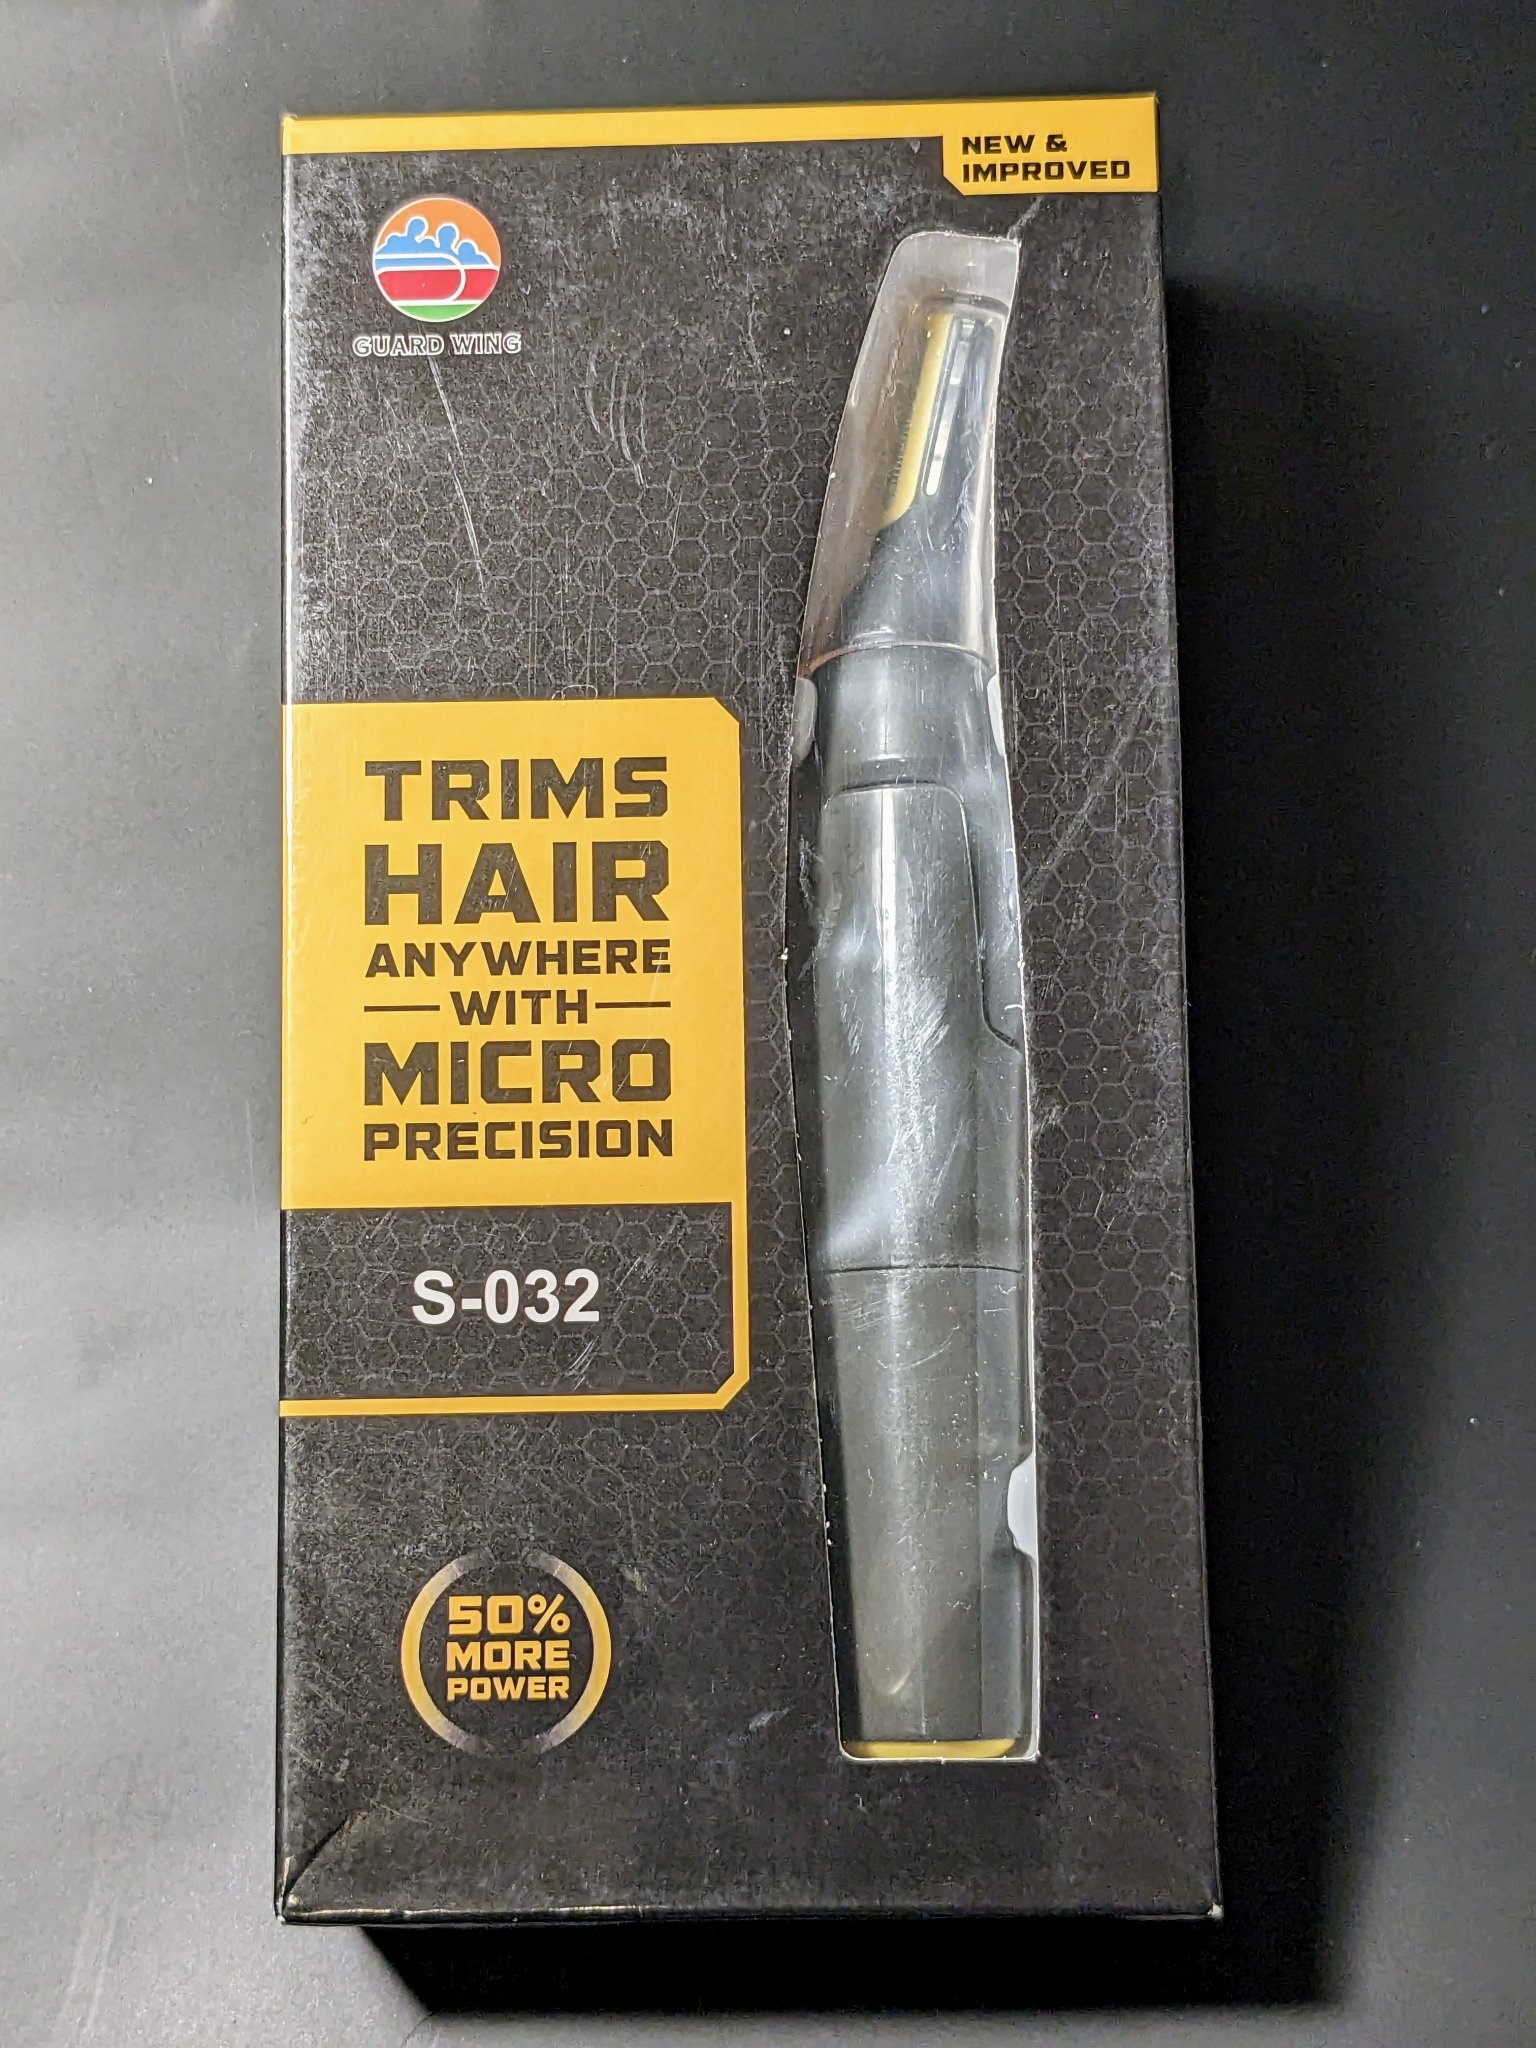 NEW &
IMPROVED
GUARD WING
TRIMS
HAIR
ANYWHERE
WITH
MICRO
PRECISION
S-032
50%
MORE
POWER